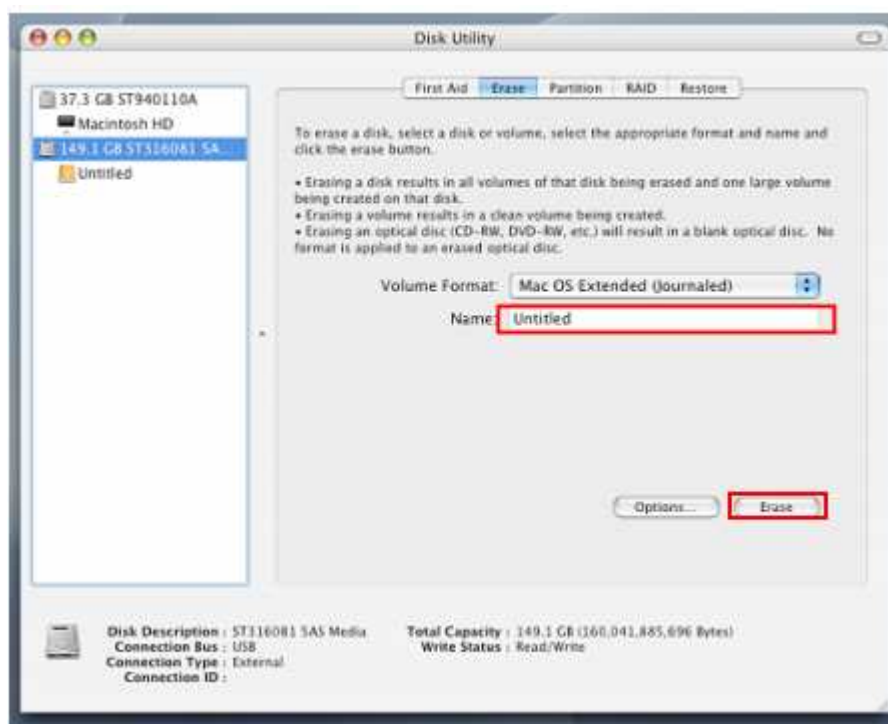 Disk Utility
37.3 GB ST940110A
Macintosh HD
149.1 GB ST316081 SA...
Untitled
First Aid Erase Partition RAID Restore
To erase a disk, select a disk or volume, select the appropriate format and name and
click the erase button.
• Erasing a disk results in all volumes of that disk being erased and one large volume
being created on that disk.
• Erasing a volume results in a clean volume being created.
• Erasing an optical disc (CD-RW, DVD-RW, etc.) will result in a blank optical disc. No
format is applied to an erased optical disc.
Volume Format: Mac OS Extended (Journaled)
Name: Untitled
Options... Erase
Disk Description : ST316081 SAS Media Total Capacity : 149.1 GB (160,041,885,696 Bytes)
Connection Bus : USB Write Status : Read/Write
Connection Type : External
Connection ID :